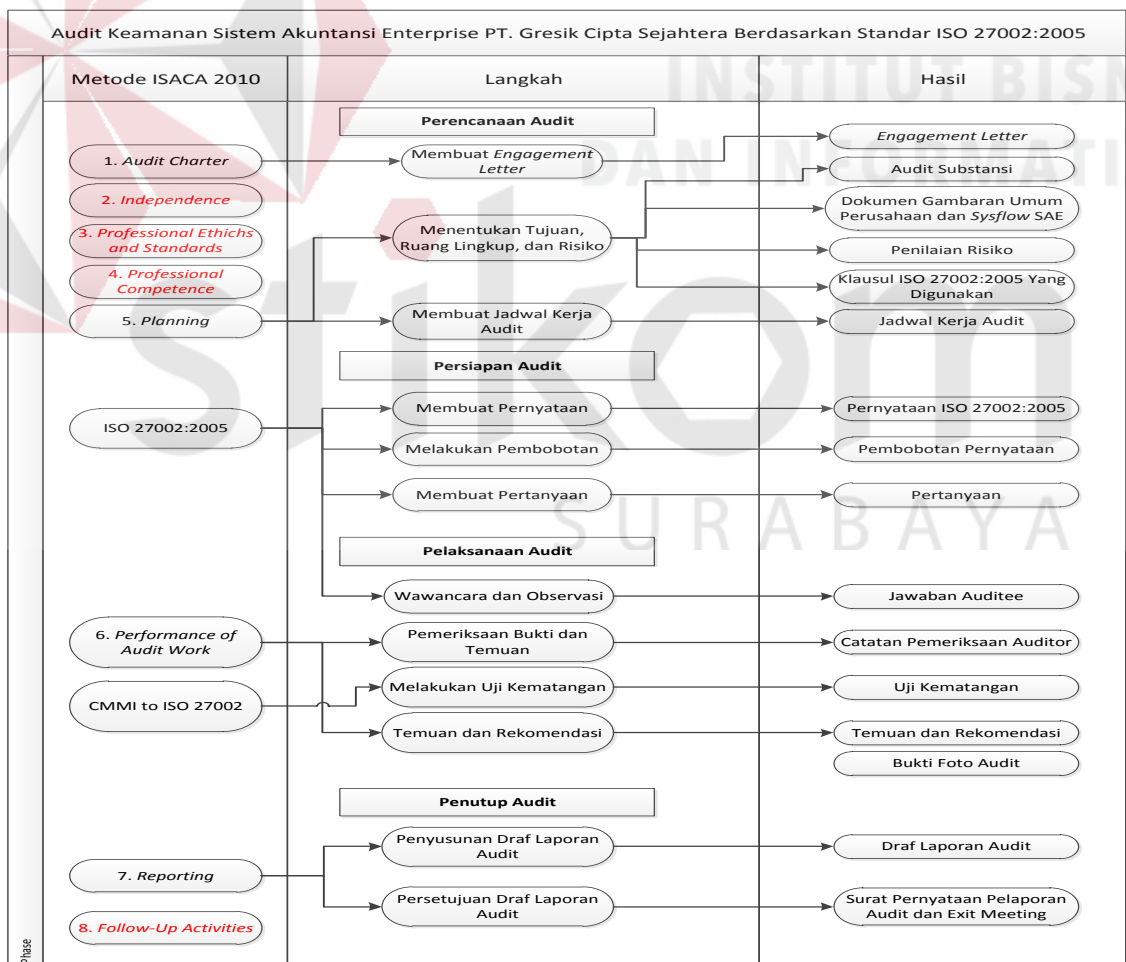 Audit Keamanan Sistem Akuntansi Enterprise PT. Gresik Cipta Sejahtera Berdasarkan Standar ISO 27002:2005
Metode ISACA 2010
Langkah
Hasil
Perencanaan Audit
1. Audit Charter
Membuat Engagement
Letter
Engagement Letter
Audit Substansi
2. Independence
Dokumen Gambaran Umum
Perusahaan dan Sysflow SAE
3. Professional Ethichs
and Standards
Menentukan Tujuan,
Ruang Lingkup, dan Risiko
Penilaian Risiko
4. Professional
Competence
Klausul ISO 27002:2005 Yang
Digunakan
5. Planning
Membuat Jadwal Kerja
Audit
Jadwal Kerja Audit
Persiapan Audit
ISO 27002:2005
Membuat Pernyataan
Pernyataan ISO 27002:2005
Melakukan Pembobotan
Pembobotan Pernyataan
Membuat Pertanyaan
Pertanyaan
Pelaksanaan Audit
Wawancara dan Observasi
Jawaban Auditee
6. Performance of
Audit Work
Pemeriksaan Bukti dan
Temuan
Catatan Pemeriksaan Auditor
CMMI to ISO 27002
Melakukan Uji Kematangan
Uji Kematangan
Temuan dan Rekomendasi
Temuan dan Rekomendasi
Bukti Foto Audit
Penutup Audit
7. Reporting
Penyusunan Draf Laporan
Audit
Draf Laporan Audit
Persetujuan Draf Laporan
Audit
Surat Pernyataan Pelaporan
Audit dan Exit Meeting
8. Follow-Up Activities
Phase
INSTITUT BISN
DAN INFORMATI
stikom
SURABAYA